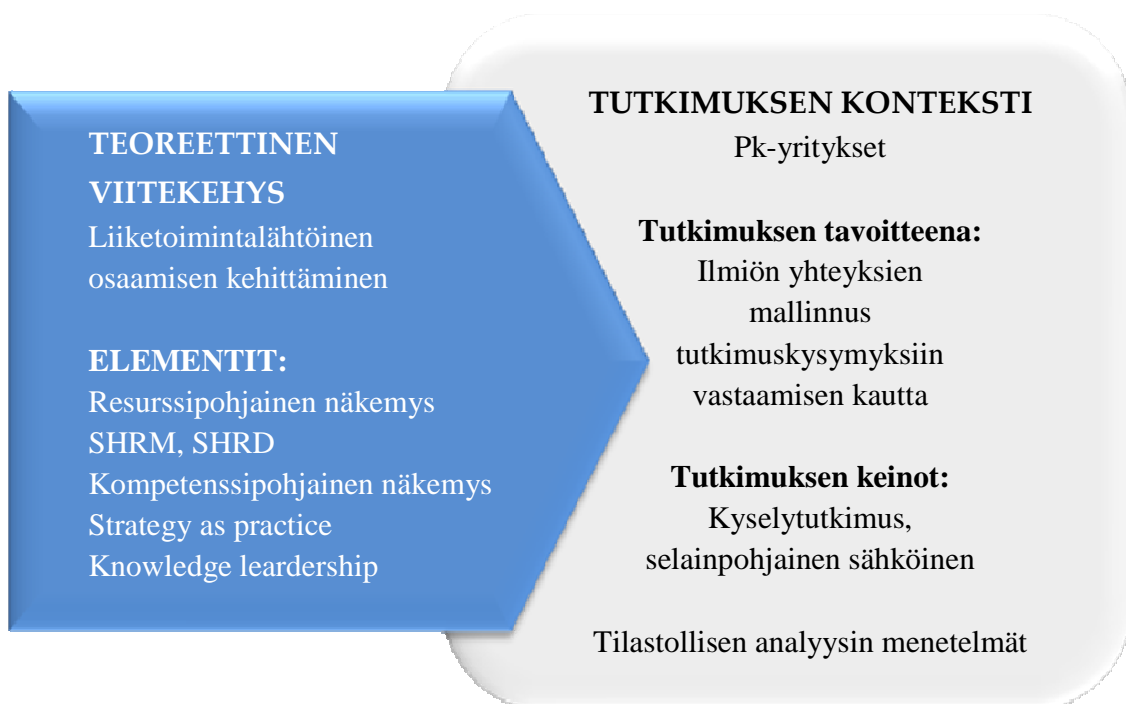 TEOREETTINEN
VIITEKEHYS
Liiketoimintalähtöinen
osaamisen kehittäminen
ELEMENTIT:
Resurssipohjainen näkemys
SHRM, SHRD
Kompetenssipohjainen näkemys
Strategy as practice
Knowledge leardership
TUTKIMUKSEN KONTEKSTI
Pk-yritykset
Tutkimuksen tavoitteena:
Ilmiön yhteyksien
mallinnus
tutkimuskysymyksiin
vastaamisen kautta
Tutkimuksen keinot:
Kyselytutkimus,
selainpohjainen sähköinen
Tilastollisen analyysin menetelmät